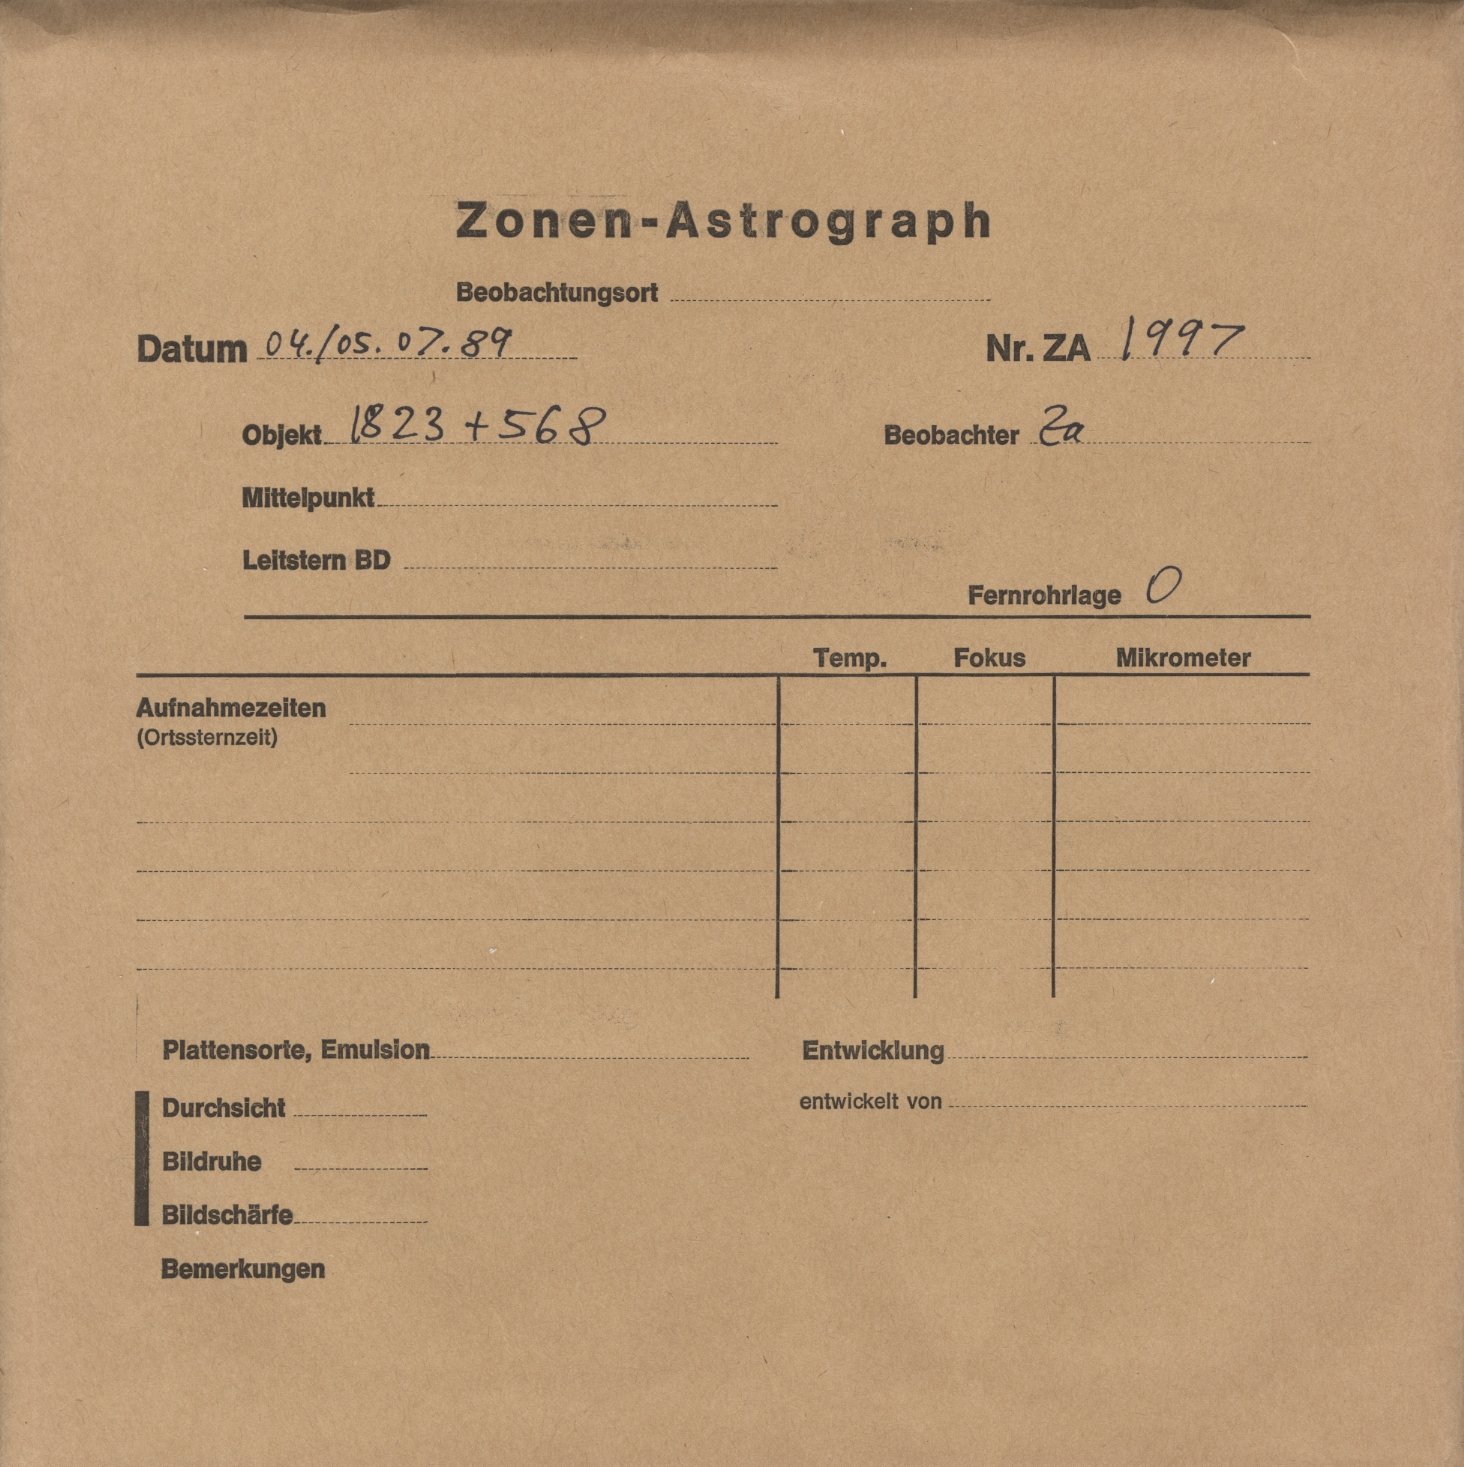 Zonen-Astrograph
Beobachtungsort
Datum 04./05.07.89 Nr. ZA 1997
Objekt 1823+568 Beobachter Za
Mittelpunkt
Leitstern BD
Fernrohrlage O
Temp. Fokus Mikrometer
Aufnahmezeiten
(Ortssternzeit)
Plattensorte, Emulsion Entwicklung
Durchsicht entwickelt von
Bildruhe
Bildschärfe
Bemerkungen